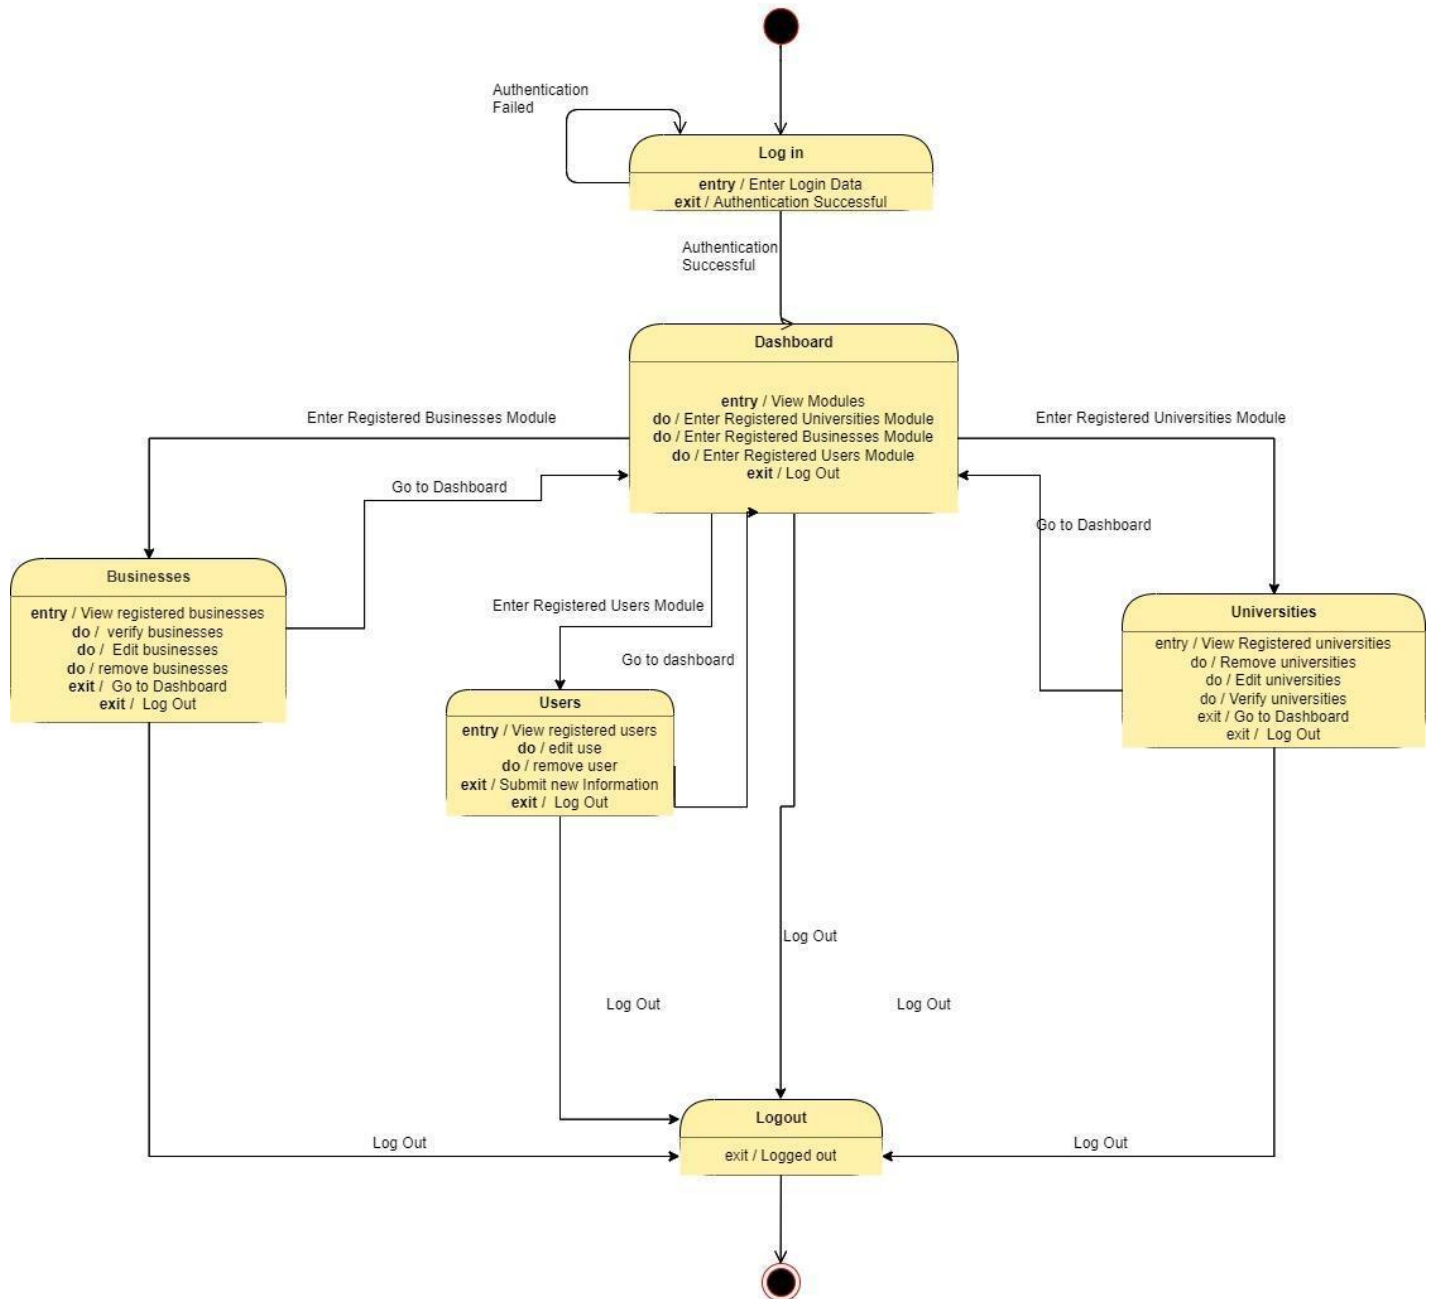 Authentication
Failed
Log in
entry / Enter Login Data
exit / Authentication Successful
Authentication
Successful
Dashboard
entry / View Modules
do / Enter Registered Universities Module
do / Enter Registered Businesses Module
do / Enter Registered Users Module
exit / Log Out
Enter Registered Businesses Module
Enter Registered Universities Module
Go to Dashboard
Go to Dashboard
Businesses
entry / View registered businesses
do / verify businesses
do / Edit businesses
do / remove businesses
exit / Go to Dashboard
exit / Log Out
Enter Registered Users Module
Go to dashboard
Users
entry / View registered users
do / edit use
do / remove user
exit / Submit new Information
exit / Log Out
Universities
entry / View Registered universities
do / Remove universities
do / Edit universities
do / Verify universities
exit / Go to Dashboard
exit / Log Out
Log Out
Log Out
Log Out
Log Out
Log Out
Logout
exit / Logged out